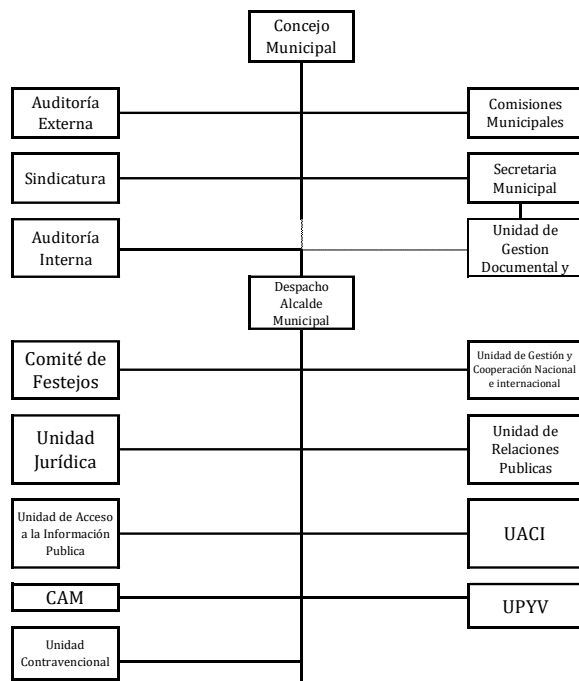 Concejo
Municipal
Auditoría
Externa
Comisiones
Municipales
Sindicatura
Secretaria
Municipal
Auditoría
Interna
Unidad de
Gestion
Documental y
Despacho
Alcalde
Municipal
Comité de
Festejos
Unidad de Gestión y
Cooperación Nacional
e internacional
Unidad
Jurídica
Unidad de
Relaciones
Publicas
Unidad de Acceso
a la Información
Publica
UACI
CAM
UPYV
Unidad
Contravencional